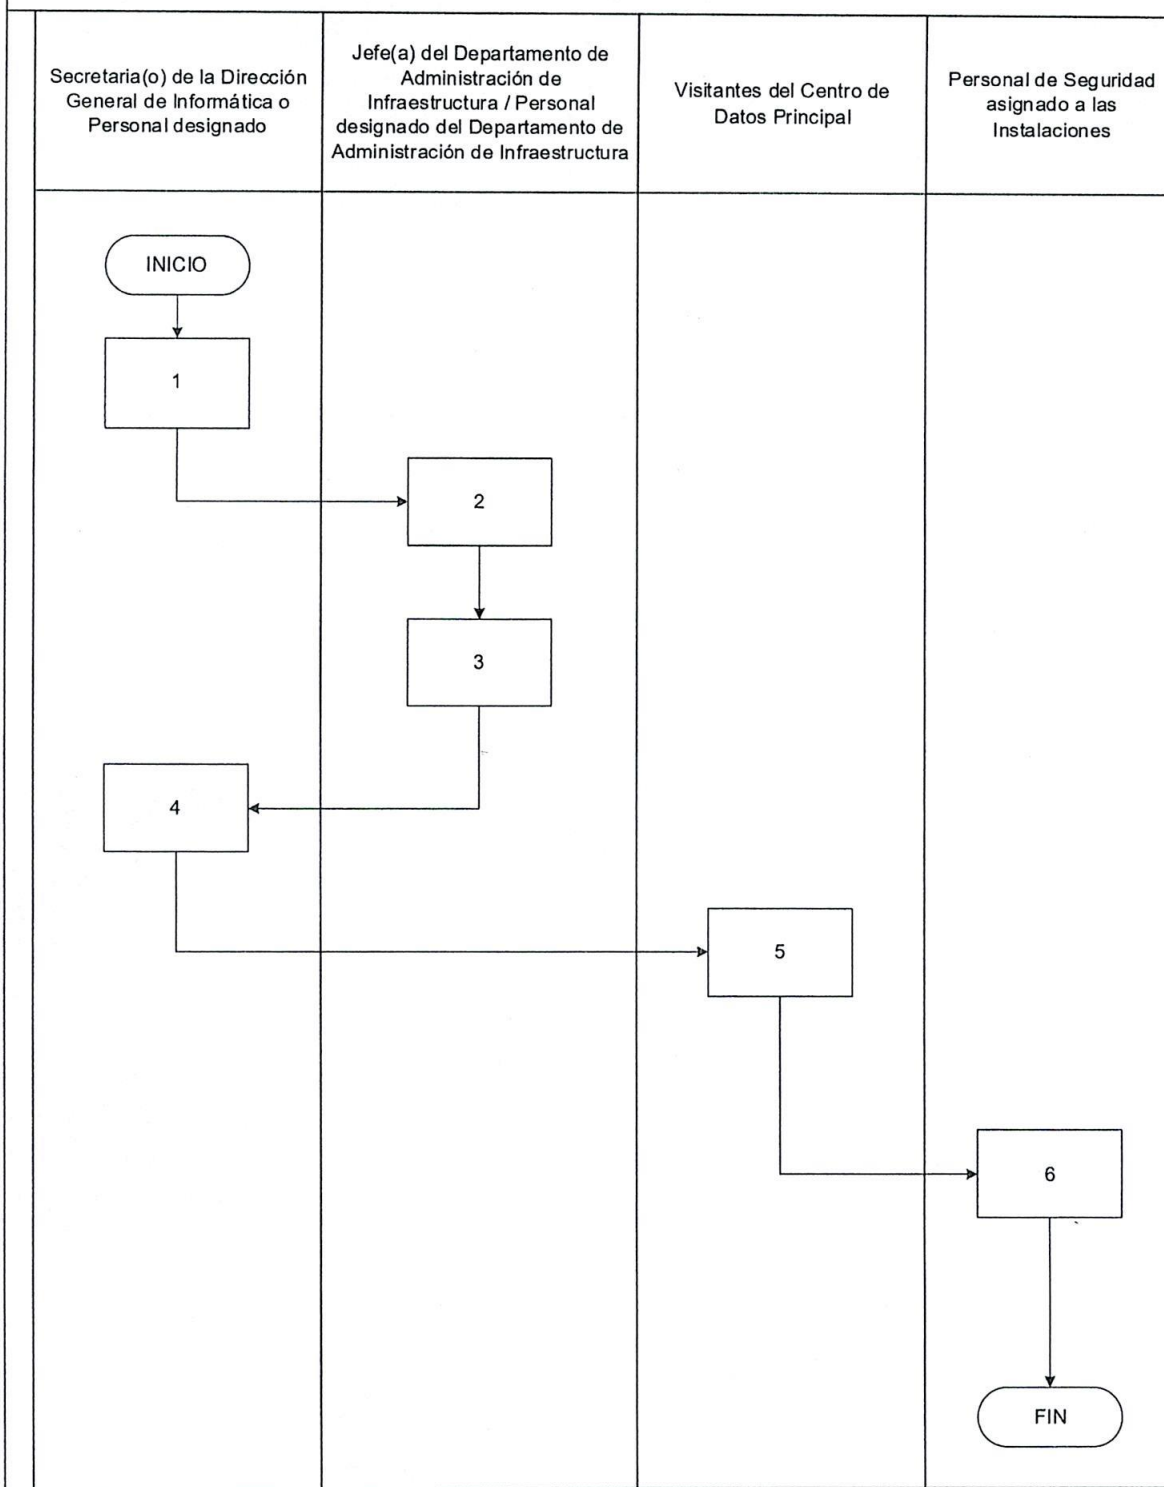 Secretaria(o) de la Dirección
General de Informática o
Personal designado
Jefe(a) del Departamento de
Administración de
Infraestructura / Personal
designado del Departamento de
Administración de Infraestructura
Visitantes del Centro de
Datos Principal
Personal de Seguridad
asignado a las
Instalaciones
INICIO
1
2
3
4
5
6
FIN